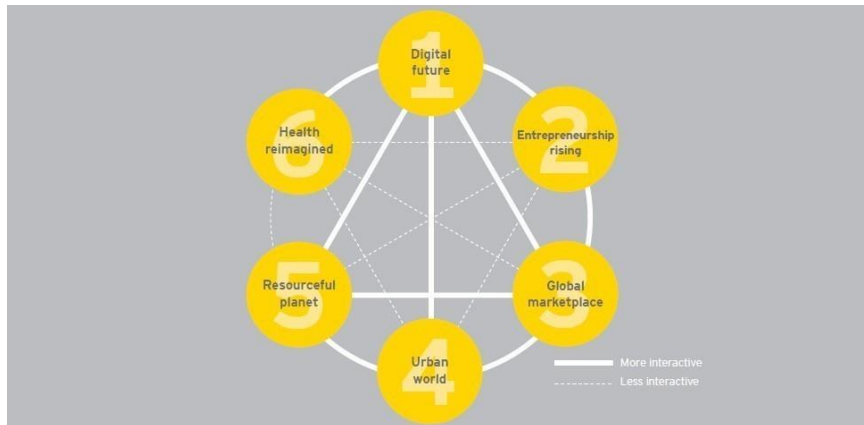 1
Digital
future
2
Entrepreneurship
rising
3
Global
marketplace
4
Urban
world
5
Resourceful
planet
6
Health
reimagined
More interactive
Less interactive